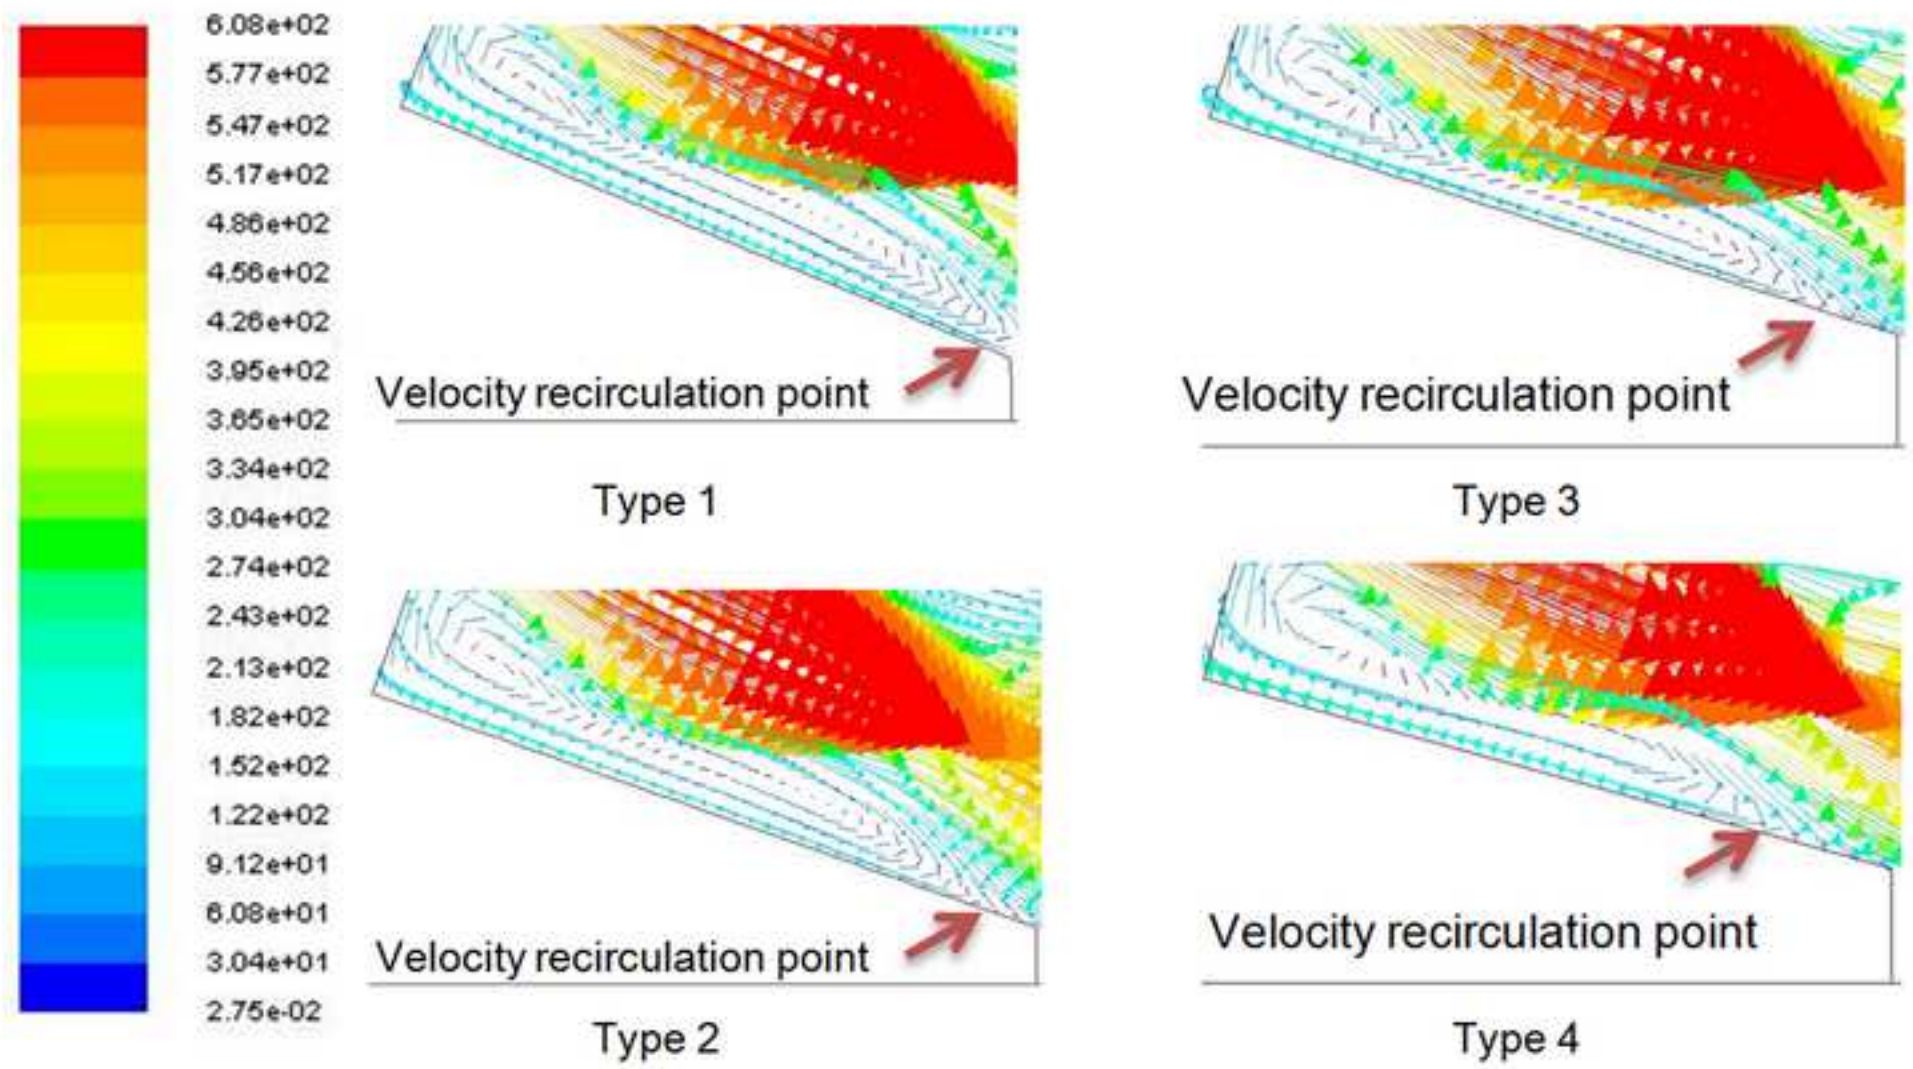 6.08e+02
5.77e+02
5.47e+02
5.17e+02
4.86e+02
4.56e+02
4.26e+02
3.95e+02
3.65e+02
3.34e+02
3.04e+02
2.74e+02
2.43e+02
2.13e+02
1.82e+02
1.52e+02
1.22e+02
9.12e+01
6.08e+01
3.04e+01
2.75e-02
Velocity recirculation point
Type 1
Velocity recirculation point
Type 3
Velocity recirculation point
Type 2
Velocity recirculation point
Type 4